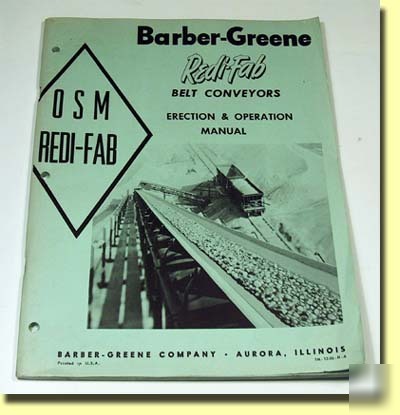 Barber-Greene
Redi-Fab
BELT CONVEYORS
ERECTION & OPERATION
MANUAL
OSM
REDI-FAB
BARBER-GREENE COMPANY • AURORA, ILLINOIS
Printed in U.S.A.